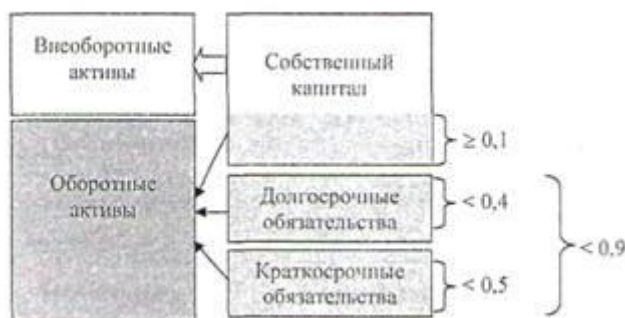 Внеоборотные
активы
Собственный
капитал
≥ 0,1
Оборотные
активы
Долгосрочные
обязательства
< 0,4
< 0,9
Краткосрочные
обязательства
< 0,5